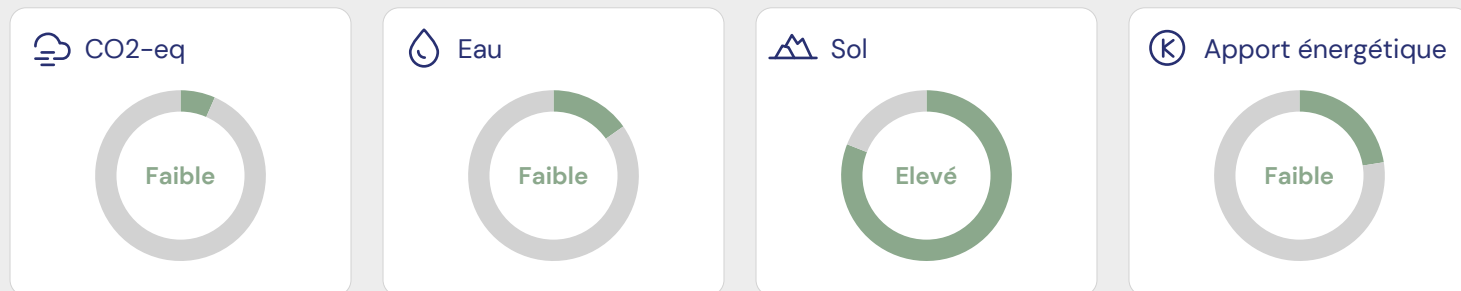 CO2-eq
Faible
Eau
Faible
Sol
Elevé
Apport énergétique
Faible